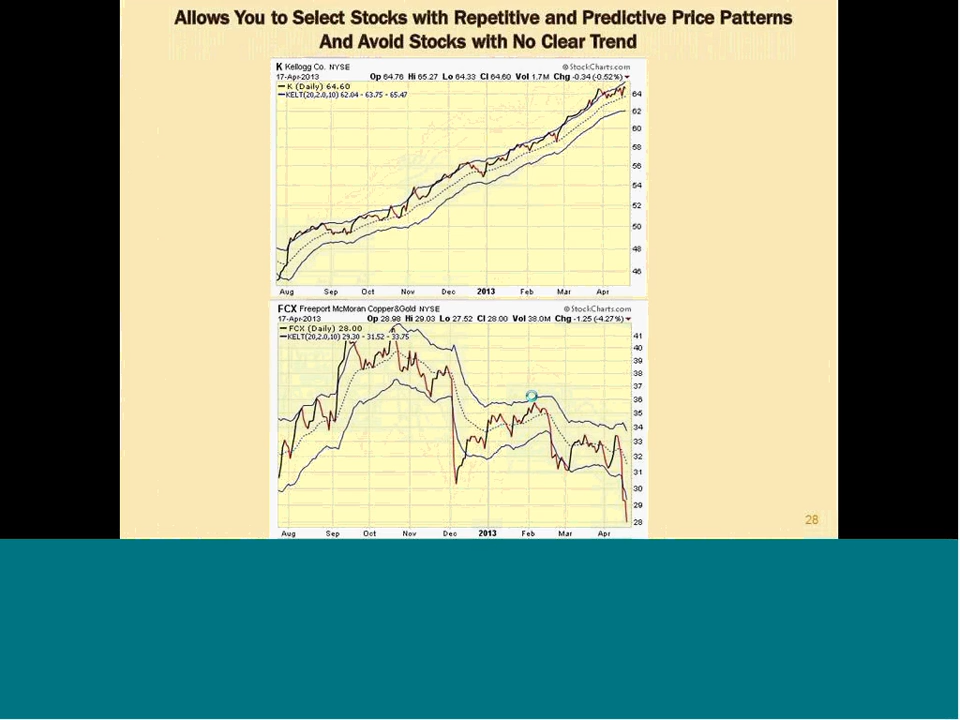 Allows You to Select Stocks with Repetitive and Predictive Price Patterns
And Avoid Stocks with No Clear Trend
K Kellogg Co. NYSE © StockCharts.com
17-Apr-2013 Op 64.76 Hi 65.27 Lo 64.33 Cl 64.60 Vol 1.7M Chg -0.34 (-0.52%)
K (Daily) 64.60
KELT(20,2.0,10) 62.04 - 63.75 - 65.47
64
62
60
58
56
54
52
50
48
46
Aug Sep Oct Nov Dec 2013 Feb Mar Apr
FCX Freeport McMoran Copper&Gold NYSE © StockCharts.com
17-Apr-2013 Op 28.98 Hi 29.03 Lo 27.52 Cl 28.00 Vol 38.0M Chg -1.25 (-4.27%)
FCX (Daily) 28.00
KELT(20,2.0,10) 29.30 - 31.52 - 33.75
41
40
39
38
37
36
35
34
33
32
31
30
29
28
Aug Sep Oct Nov Dec 2013 Feb Mar Apr
28